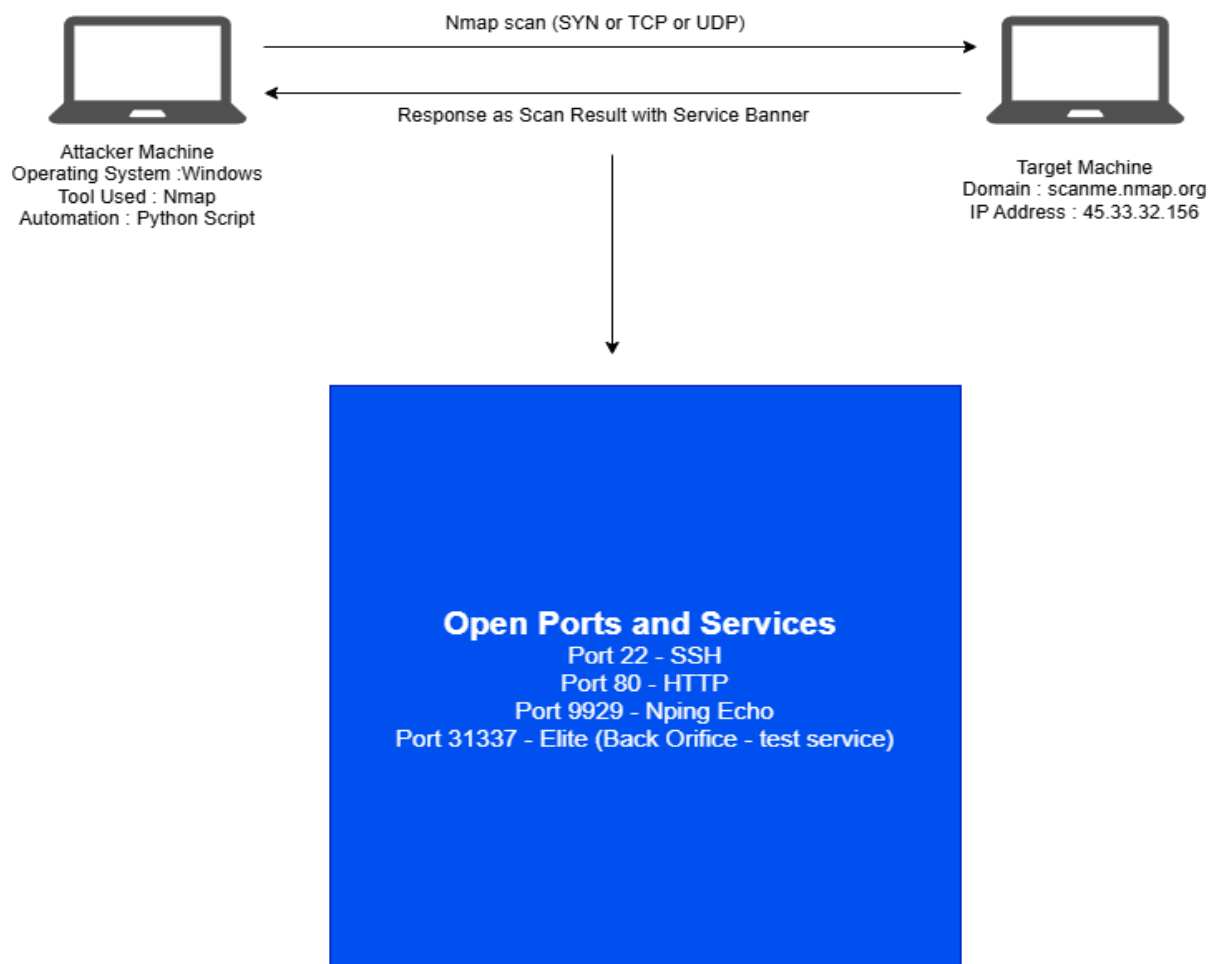 Nmap scan (SYN or TCP or UDP)
Response as Scan Result with Service Banner
Attacker Machine
Operating System :Windows
Tool Used : Nmap
Automation : Python Script
Target Machine
Domain : scanme.nmap.org
IP Address : 45.33.32.156
Open Ports and Services
Port 22 - SSH
Port 80 - HTTP
Port 9929 - Nping Echo
Port 31337 - Elite (Back Orifice - test service)